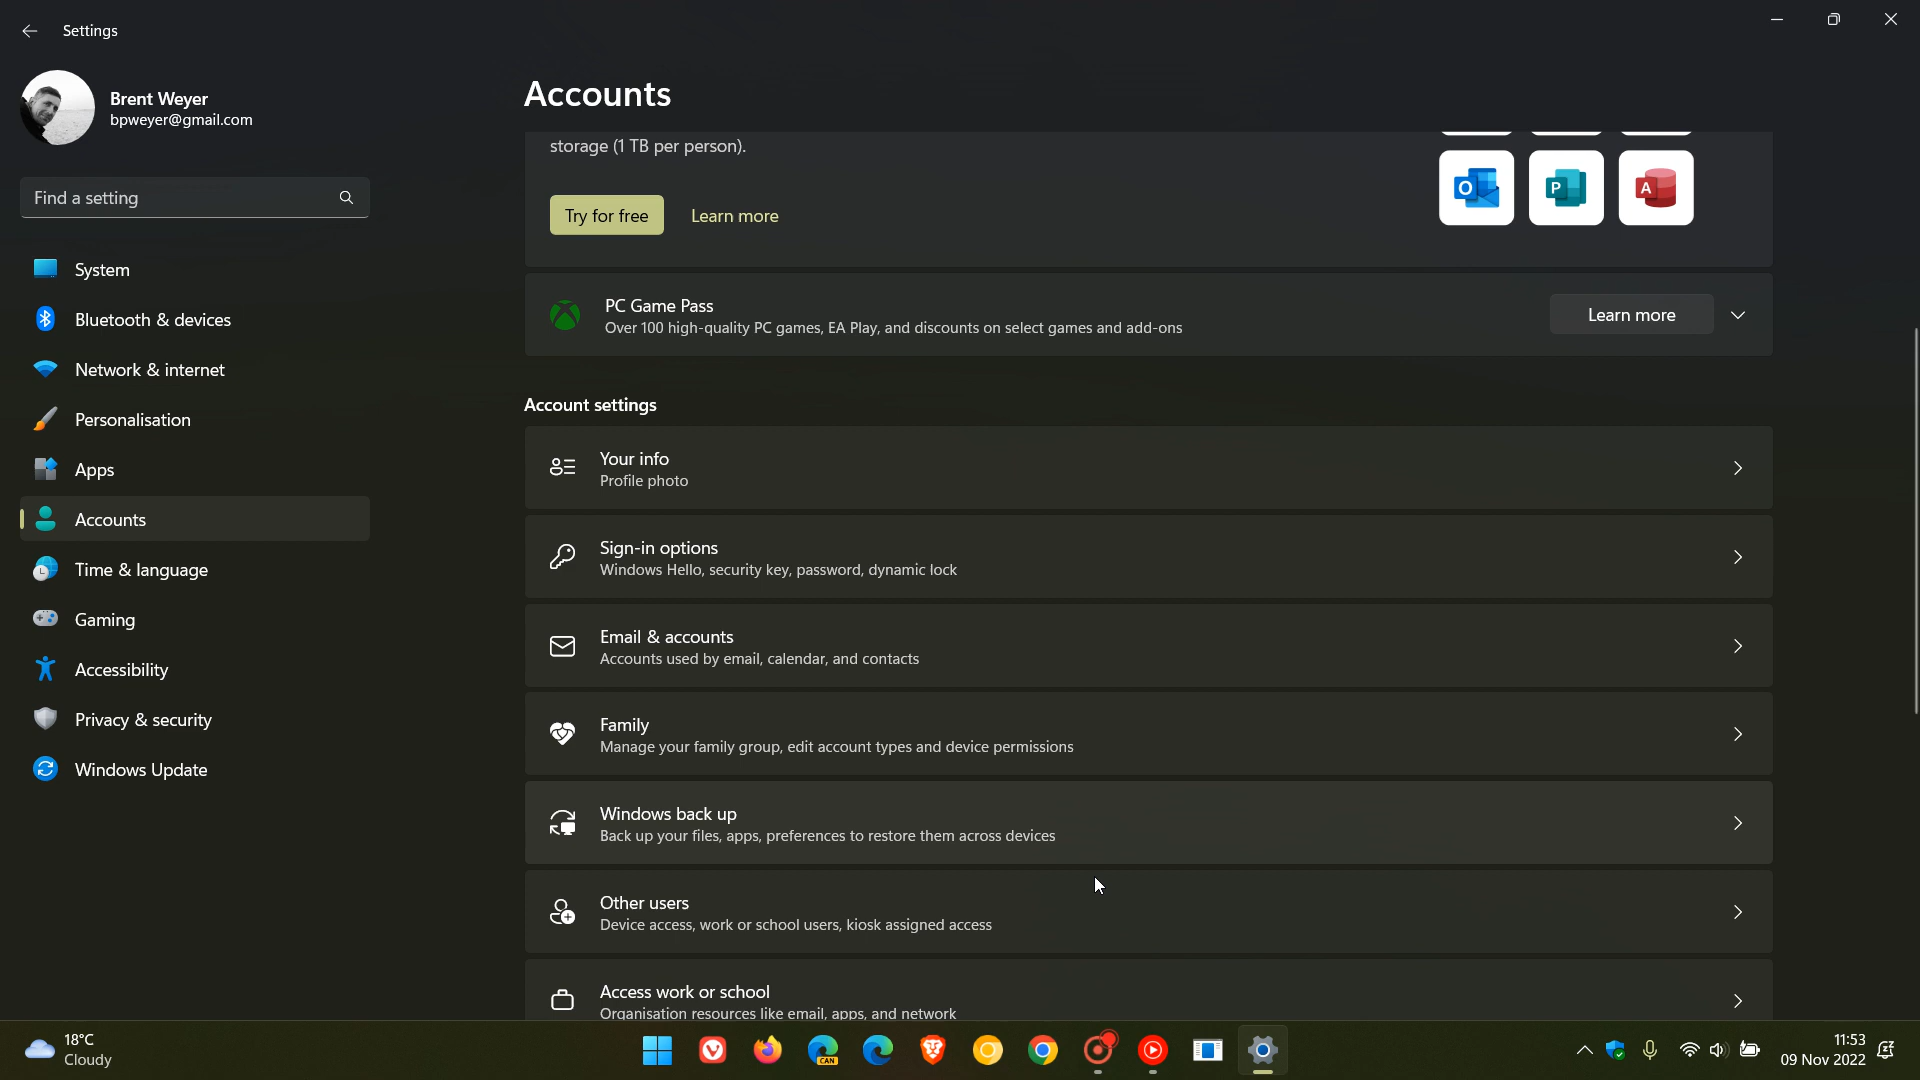 Settings
Brent Weyer
bpweyer@gmail.com
Find a setting
System
Bluetooth & devices
Network & internet
Personalisation
Apps
Accounts
Time & language
Gaming
Accessibility
Privacy & security
Windows Update
Accounts
storage (1 TB per person).
Try for free
Learn more
O
P
A
PC Game Pass
Over 100 high-quality PC games, EA Play, and discounts on select games and add-ons
Learn more
Account settings
Your info
Profile photo
Sign-in options
Windows Hello, security key, password, dynamic lock
Email & accounts
Accounts used by email, calendar, and contacts
Family
Manage your family group, edit account types and device permissions
Windows back up
Back up your files, apps, preferences to restore them across devices
Other users
Device access, work or school users, kiosk assigned access
Access work or school
Organisation resources like email, apps, and network
18°C
Cloudy
CAN
11:53
09 Nov 2022